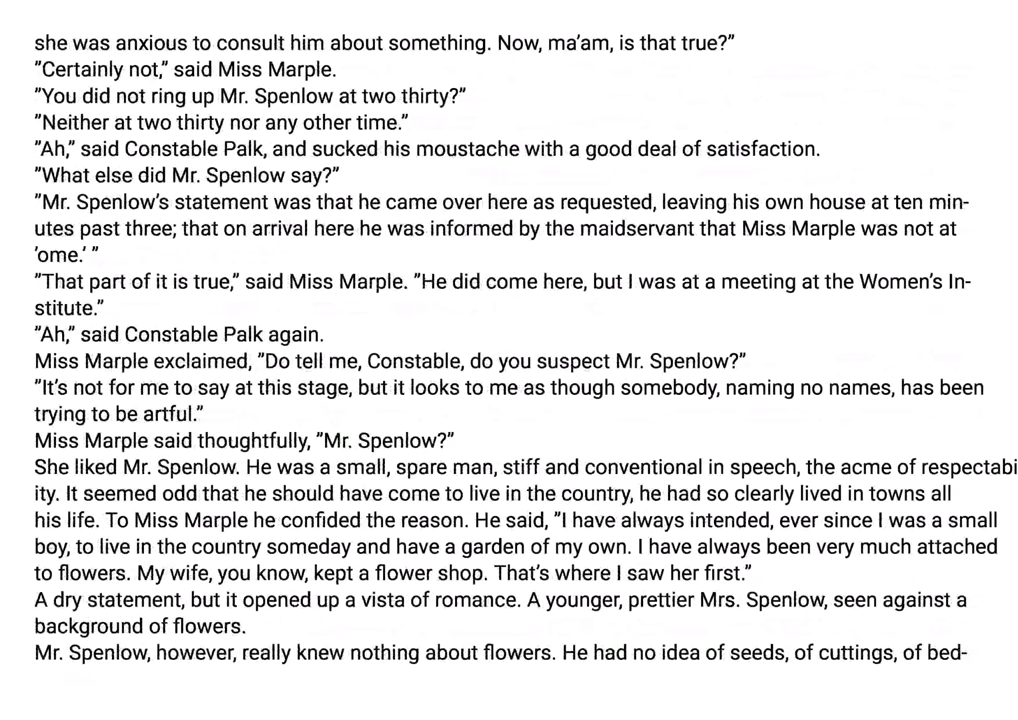 she was anxious to consult him about something. Now, ma'am, is that true?"
"Certainly not," said Miss Marple.
"You did not ring up Mr. Spenlow at two thirty?"
"Neither at two thirty nor any other time."
"Ah," said Constable Palk, and sucked his moustache with a good deal of satisfaction.
"What else did Mr. Spenlow say?"
"Mr. Spenlow's statement was that he came over here as requested, leaving his own house at ten min-
utes past three; that on arrival here he was informed by the maidservant that Miss Marple was not at
'ome.' "
"That part of it is true," said Miss Marple. "He did come here, but I was at a meeting at the Women's In-
stitute."
"Ah," said Constable Palk again.
Miss Marple exclaimed, "Do tell me, Constable, do you suspect Mr. Spenlow?"
"It's not for me to say at this stage, but it looks to me as though somebody, naming no names, has been
trying to be artful."
Miss Marple said thoughtfully, "Mr. Spenlow?"
She liked Mr. Spenlow. He was a small, spare man, stiff and conventional in speech, the acme of respectabi
ity. It seemed odd that he should have come to live in the country, he had so clearly lived in towns all
his life. To Miss Marple he confided the reason. He said, "I have always intended, ever since I was a small
boy, to live in the country someday and have a garden of my own. I have always been very much attached
to flowers. My wife, you know, kept a flower shop. That's where I saw her first."
A dry statement, but it opened up a vista of romance. A younger, prettier Mrs. Spenlow, seen against a
background of flowers.
Mr. Spenlow, however, really knew nothing about flowers. He had no idea of seeds, of cuttings, of bed-